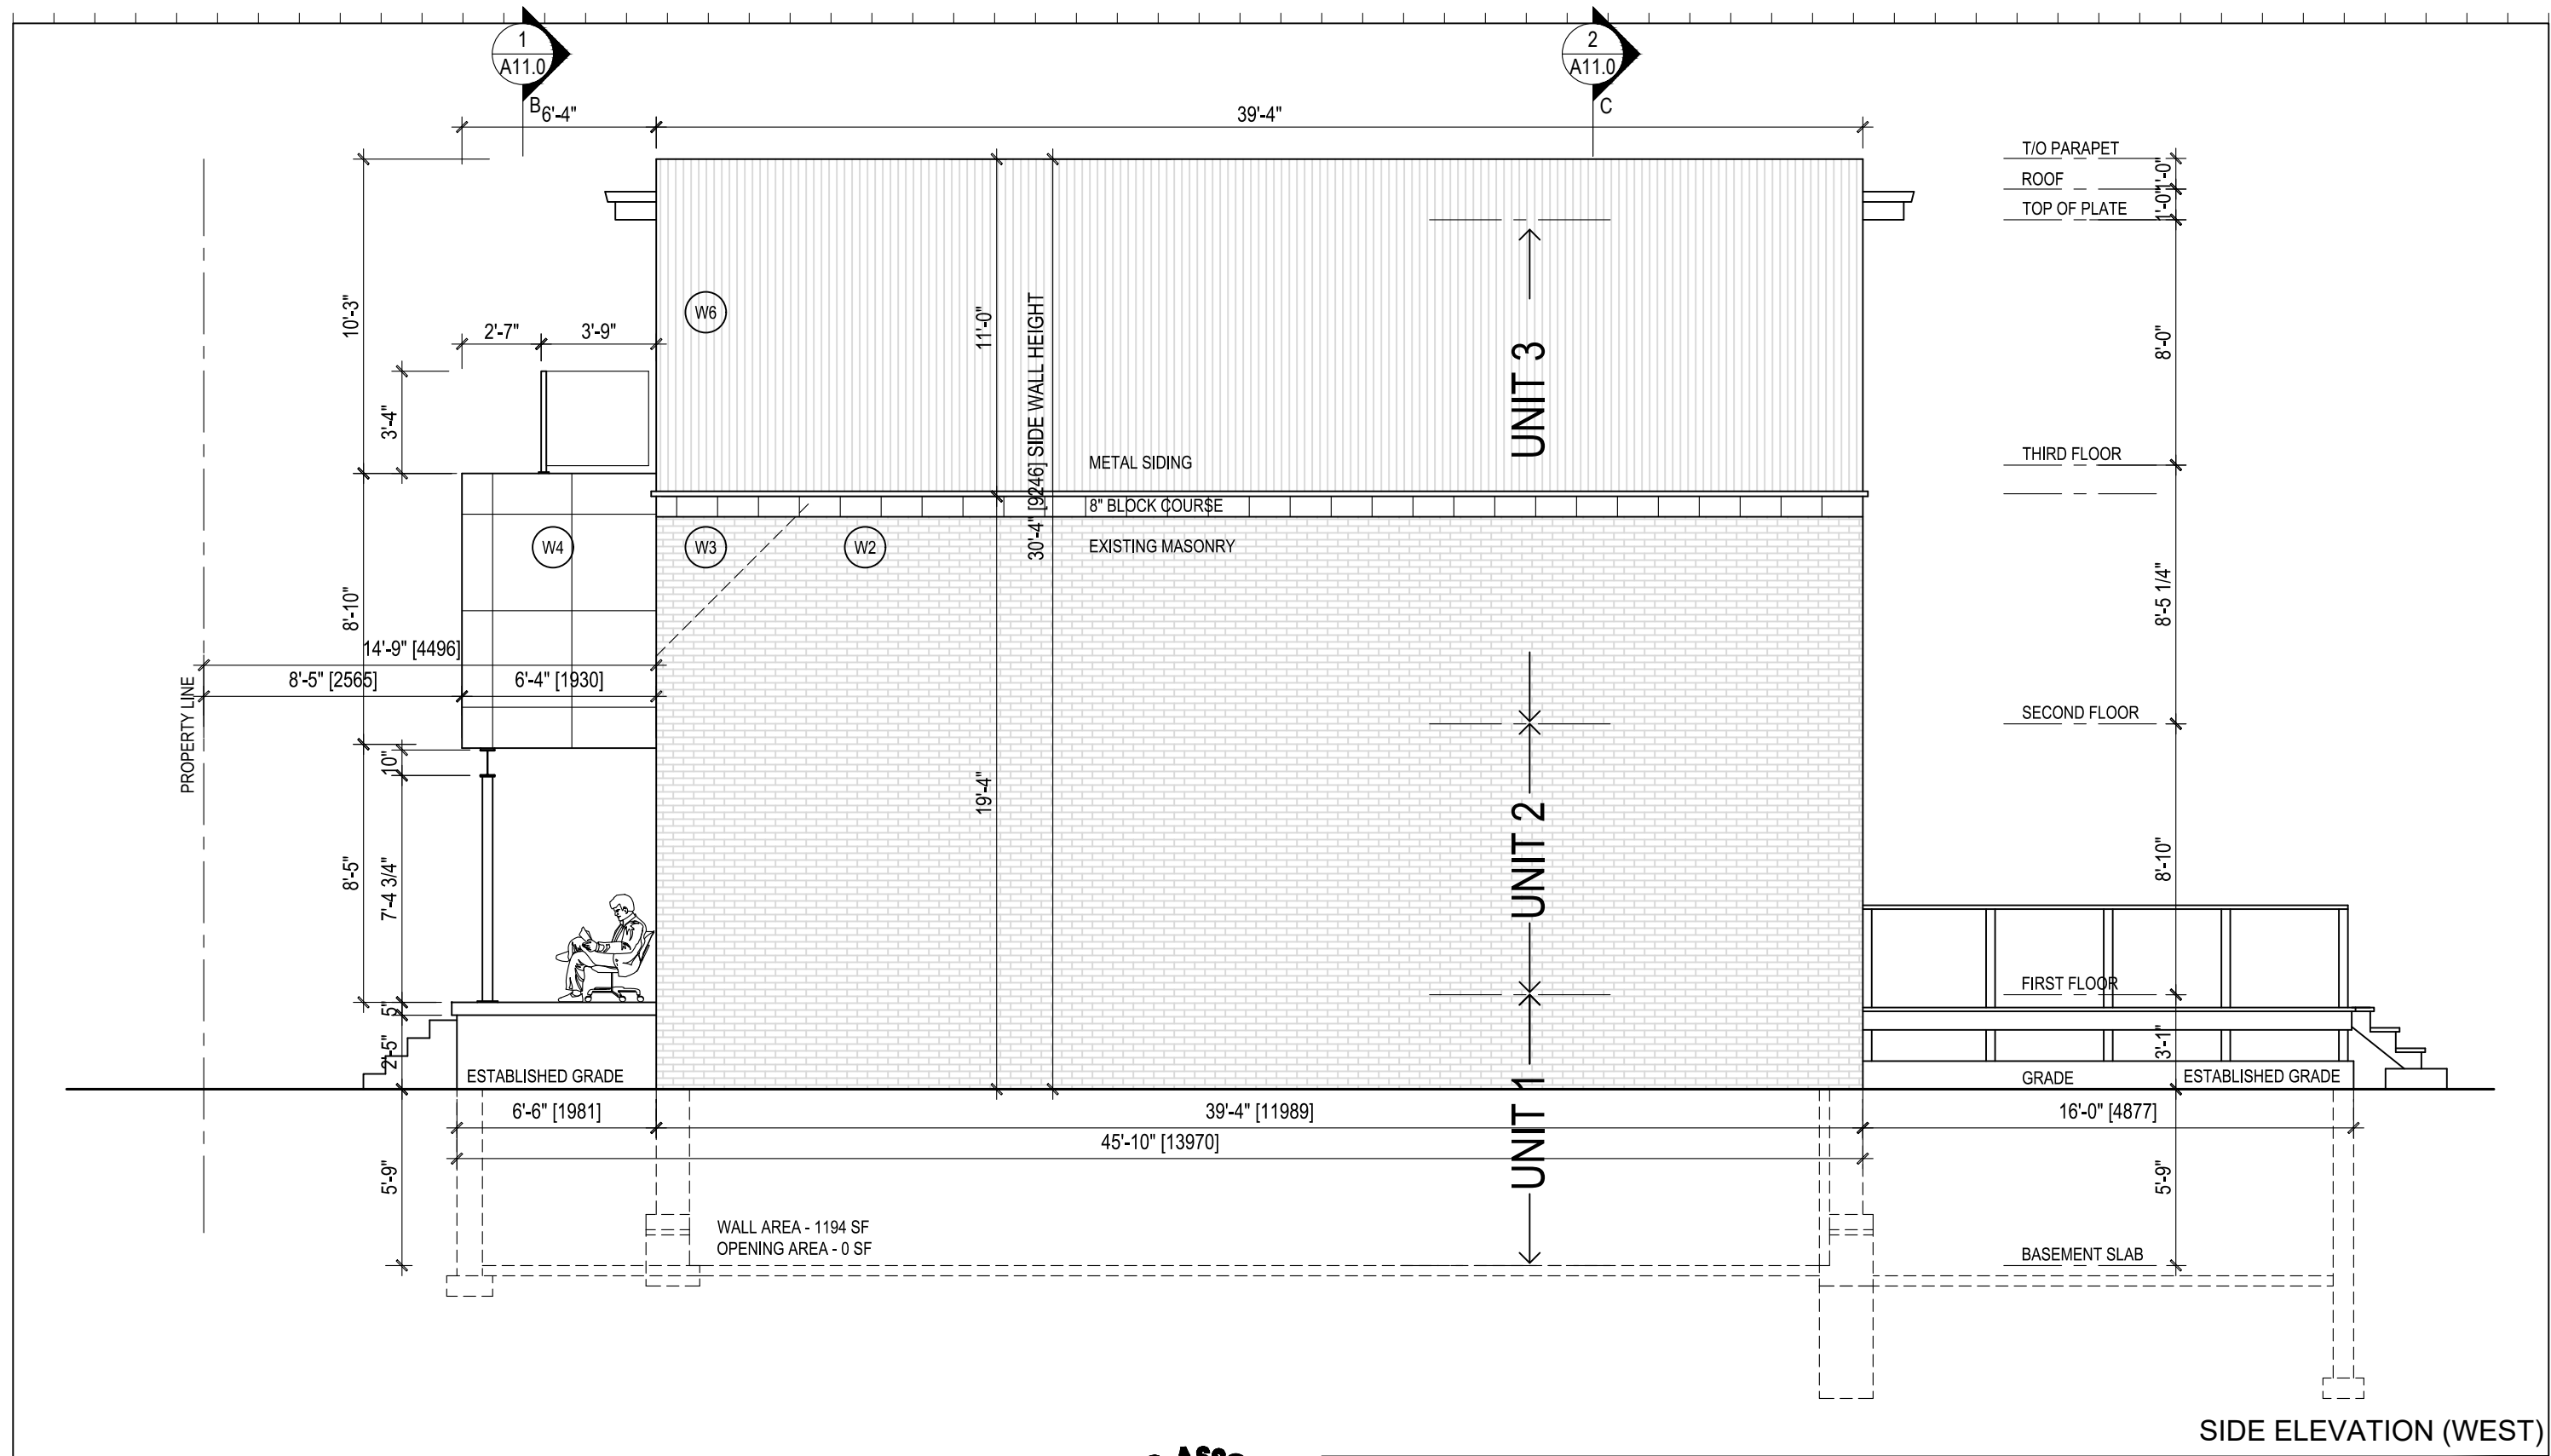 1
A11.0
B
2
A11.0
C
6'-4"
39'-4"
T/O PARAPET
1'-0"
ROOF
1'-0"
TOP OF PLATE
10'-3"
W6
11'-0"
30'-4" [9246] SIDE WALL HEIGHT
UNIT 3
8'-0"
2'-7"
3'-9"
3'-4"
METAL SIDING
THIRD FLOOR
8" BLOCK COURSE
W4
W3
W2
EXISTING MASONRY
8'-10"
8'-5 1/4"
14'-9" [4496]
8'-5" [2565]
6'-4" [1930]
PROPERTY LINE
SECOND FLOOR
10"
19'-4"
UNIT 2
8'-5"
7'-4 3/4"
8'-10"
FIRST FLOOR
5"
2'-5"
3'-1"
ESTABLISHED GRADE
UNIT 1
GRADE
ESTABLISHED GRADE
6'-6" [1981]
39'-4" [11989]
16'-0" [4877]
45'-10" [13970]
5'-9"
5'-9"
WALL AREA - 1194 SF
OPENING AREA - 0 SF
BASEMENT SLAB
SIDE ELEVATION (WEST)